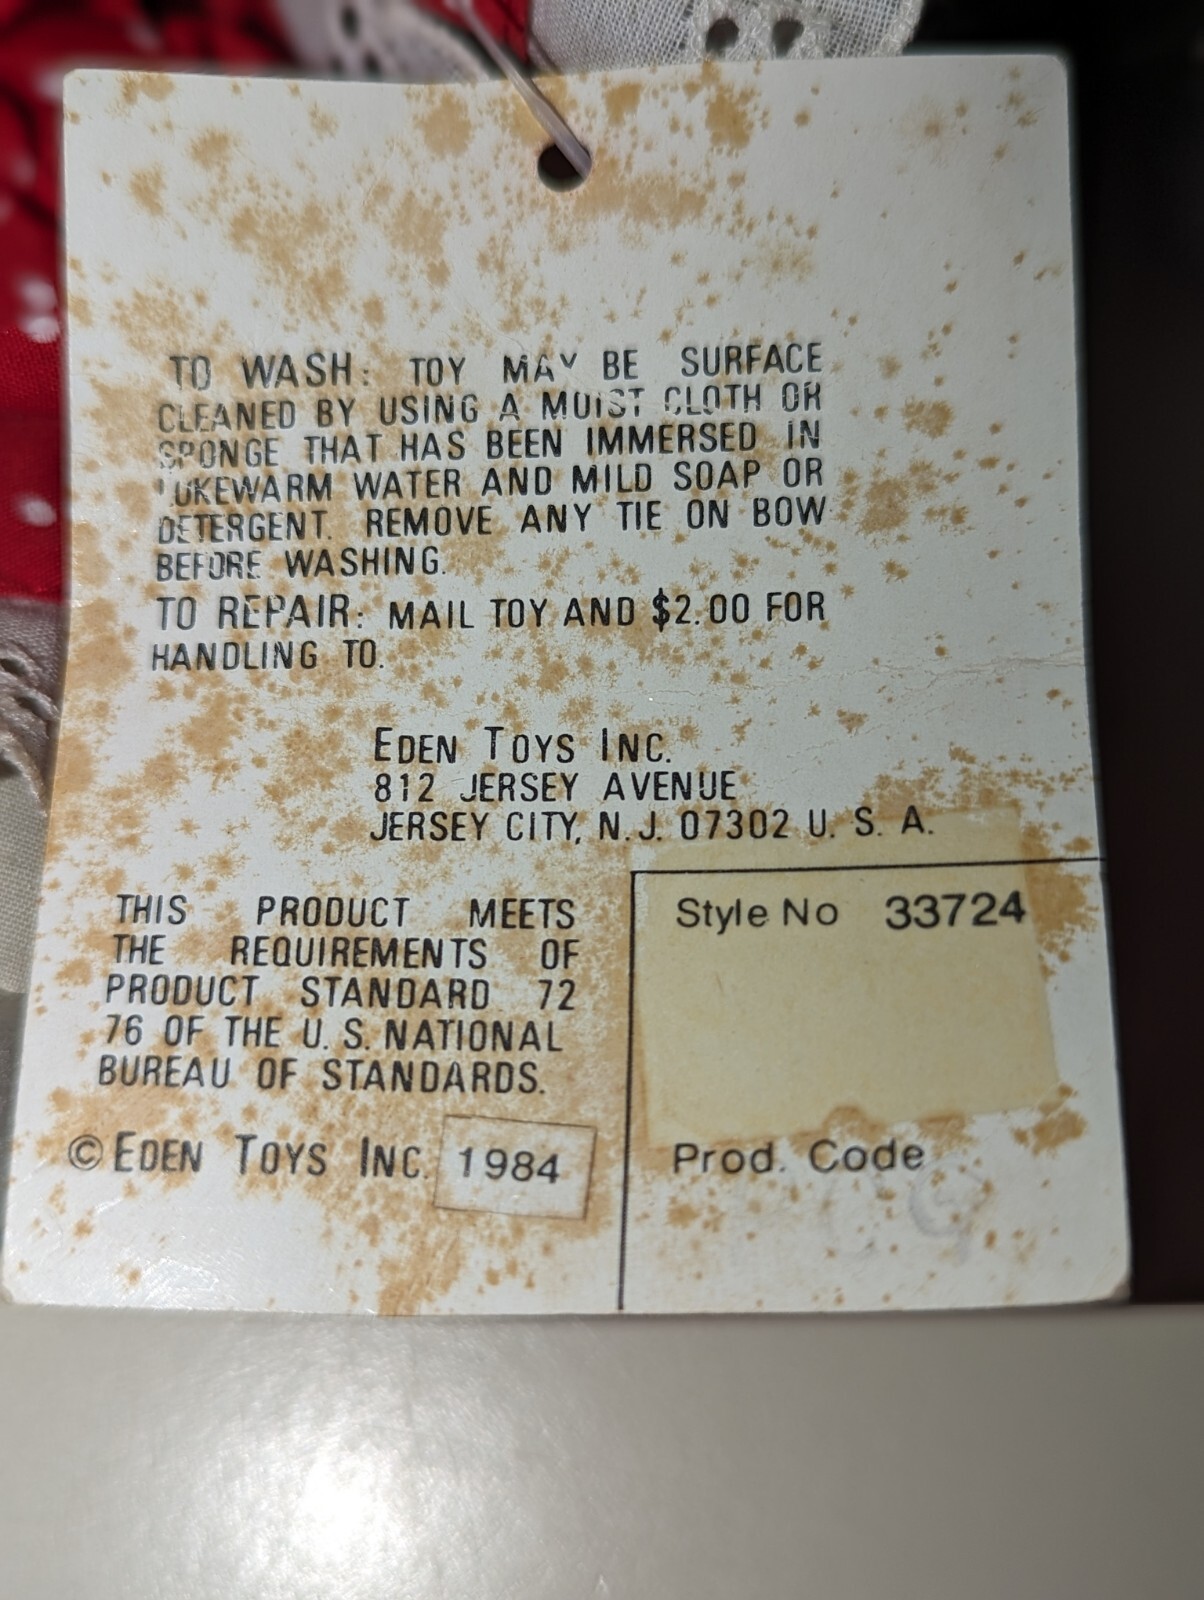 TO WASH: TOY MAY BE SURFACE
CLEANED BY USING A MOIST CLOTH OR
SPONGE THAT HAS BEEN IMMERSED IN
LUKEWARM WATER AND MILD SOAP OR
DETERGENT. REMOVE ANY TIE ON BOW
BEFORE WASHING.
TO REPAIR: MAIL TOY AND $2.00 FOR
HANDLING TO.
EDEN TOYS INC.
812 JERSEY AVENUE
JERSEY CITY, N.J. 07302 U. S. A.
THIS PRODUCT MEETS
THE REQUIREMENTS OF
PRODUCT STANDARD 72
76 OF THE U. S. NATIONAL
BUREAU OF STANDARDS.
© EDEN TOYS INC. 1984
Style No 33724
Prod. Code